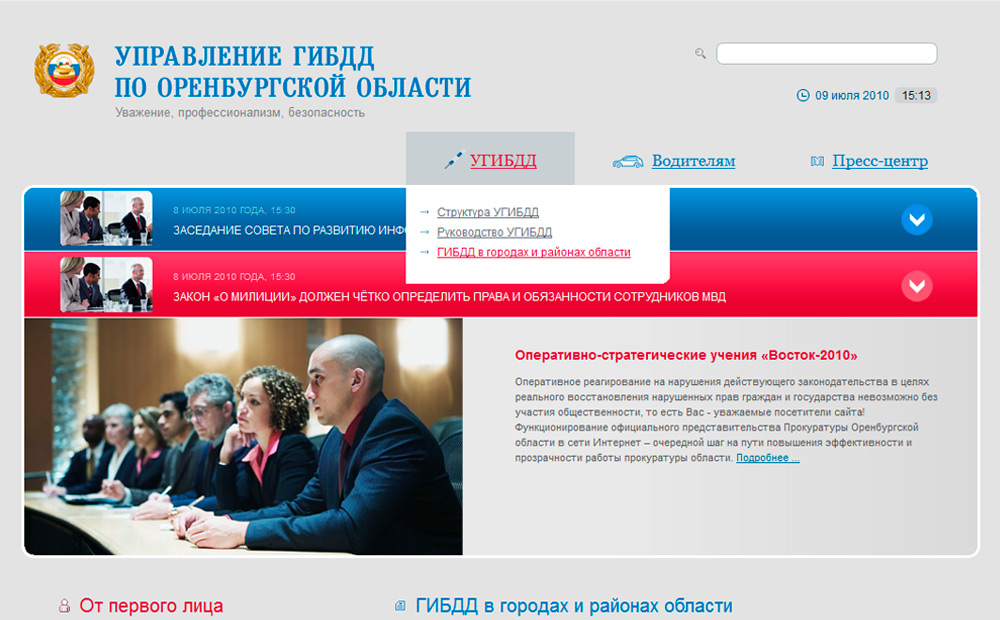 УПРАВЛЕНИЕ ГИБДД
ПО ОРЕНБУРГСКОЙ ОБЛАСТИ
Уважение, профессионализм, безопасность
09 июля 2010 15:13
УГИБДД
Водителям
Пресс-центр
Структура УГИБДД
Руководство УГИБДД
ГИБДД в городах и районах области
8 ИЮЛЯ 2010 ГОДА, 15:30
ЗАСЕДАНИЕ СОВЕТА ПО РАЗВИТИЮ ИНФ
8 ИЮЛЯ 2010 ГОДА, 15:30
ЗАКОН «О МИЛИЦИИ» ДОЛЖЕН ЧЁТКО ОПРЕДЕЛИТЬ ПРАВА И ОБЯЗАННОСТИ СОТРУДНИКОВ МВД
Оперативно-стратегические учения «Восток-2010»
Оперативное реагирование на нарушения действующего законодательства в целях
реального восстановления нарушенных прав граждан и государства невозможно без
участия общественности, то есть Вас - уважаемые посетители сайта!
Функционирование официального представительства Прокуратуры Оренбургской
области в сети Интернет – очередной шаг на пути повышения эффективности и
прозрачности работы прокуратуры области. Подробнее ...
От первого лица
ГИБДД в городах и районах области